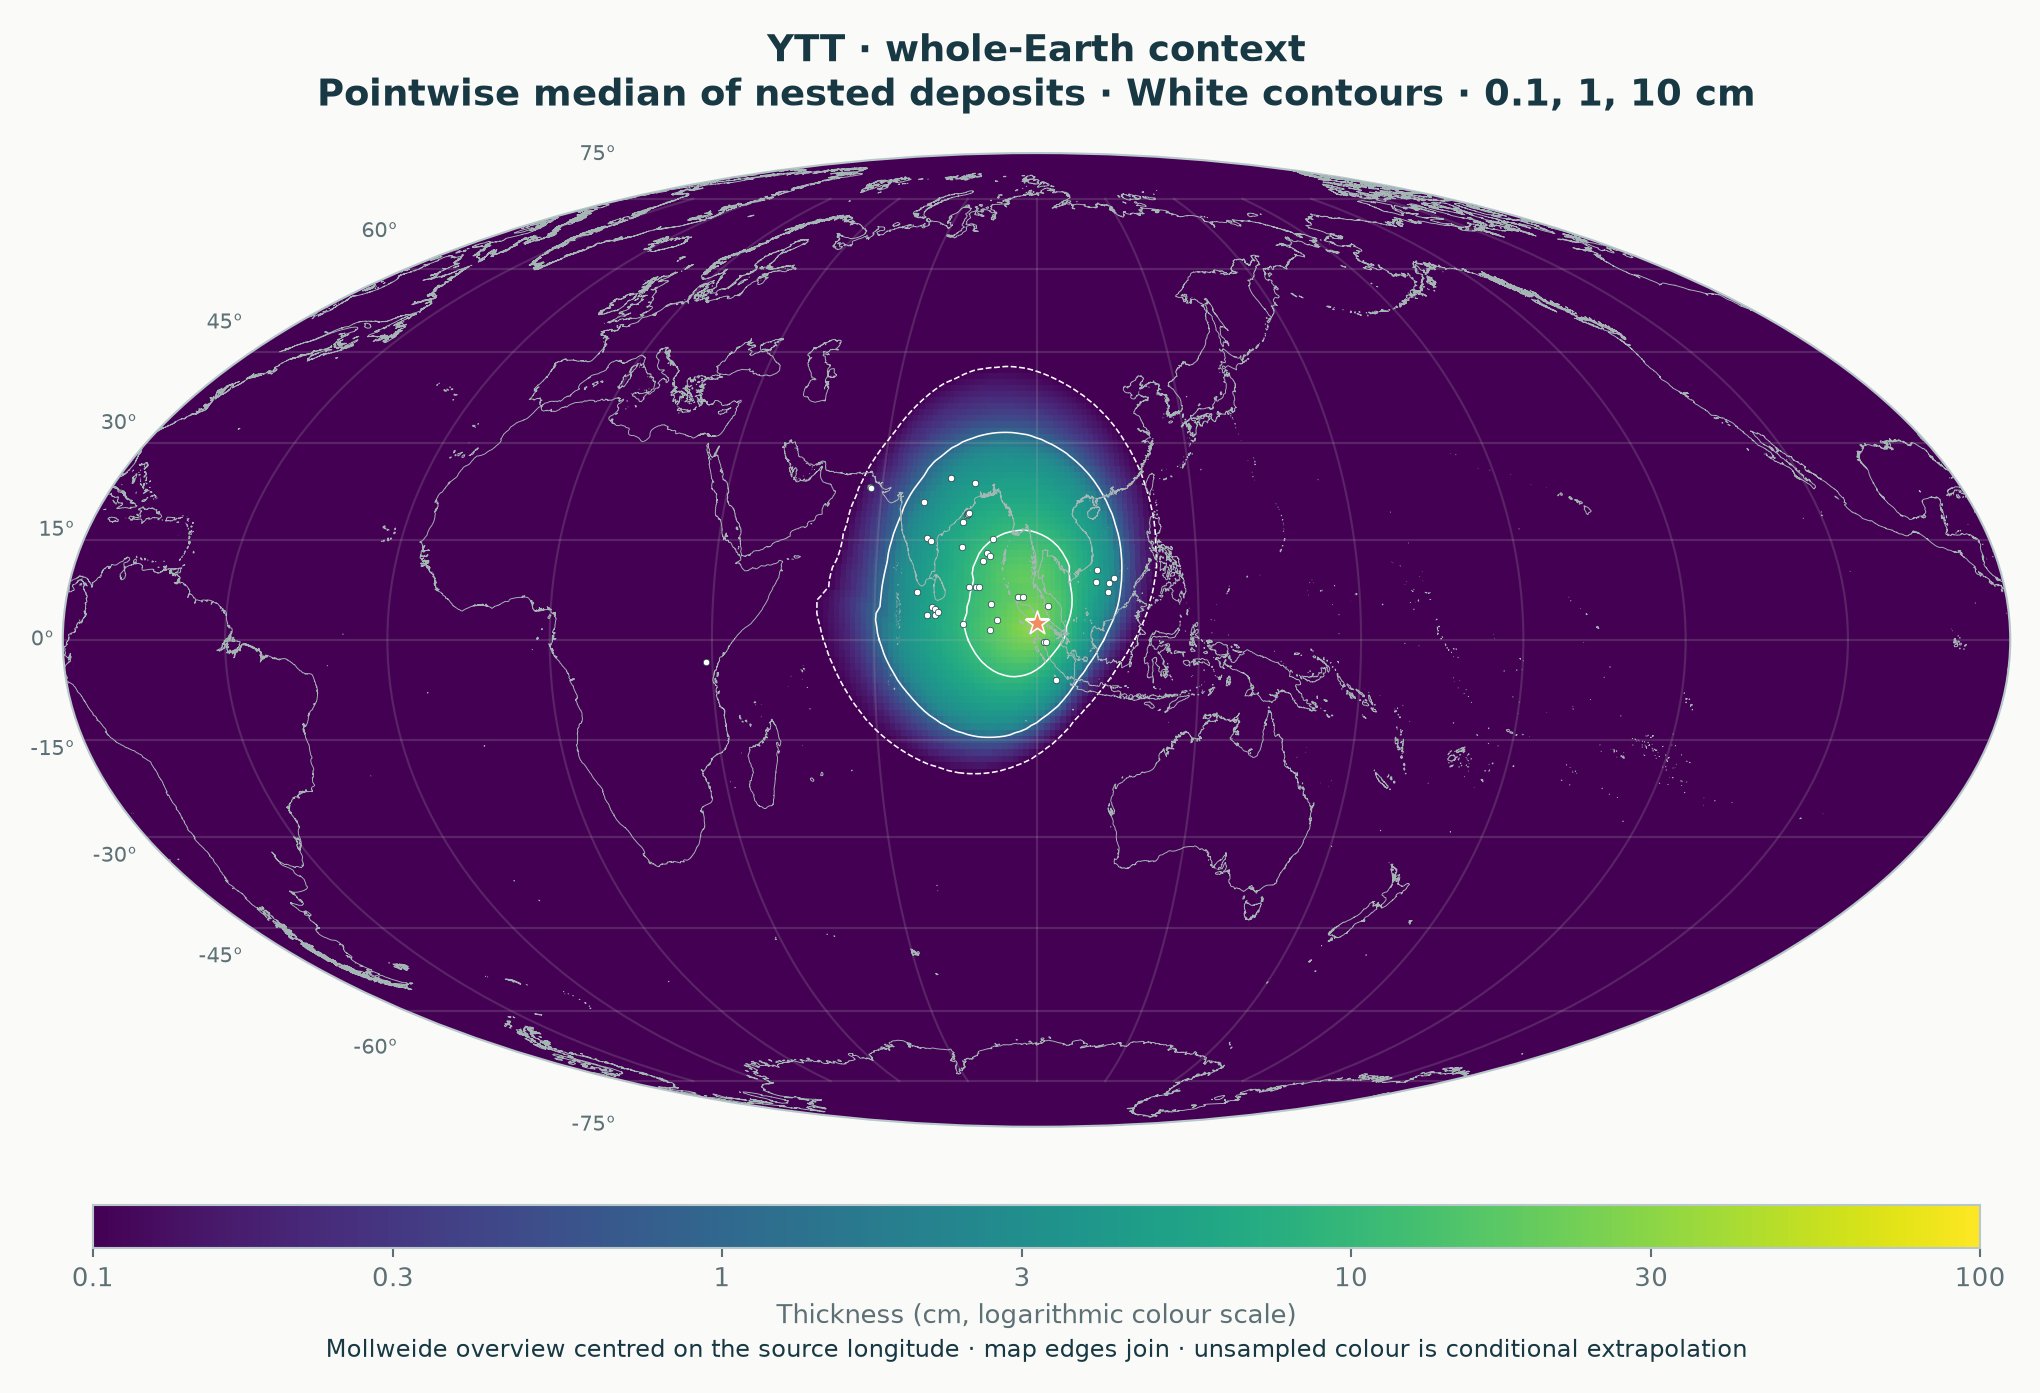 YTT · whole-Earth context
Pointwise median of nested deposits · White contours · 0.1, 1, 10 cm
75°
60°
45°
30°
15°
0°
-15°
-30°
-45°
-60°
-75°
0.1 0.3 1 3 10 30 100
Thickness (cm, logarithmic colour scale)
Mollweide overview centred on the source longitude · map edges join · unsampled colour is conditional extrapolation